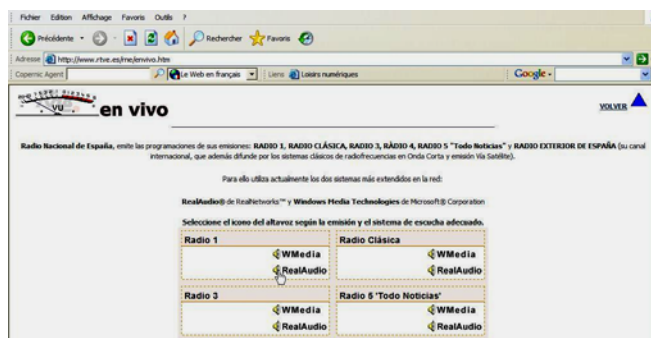 Fichier Edition Affichage Favoris Outils ?
Précédente Rechercher Favoris
Adresse http://www.rtve.es/rne/envivo.htm
Copernic Agent Le Web en français Liens Loisirs numériques Google
VU en vivo VOLVER
Radio Nacional de España, emite las programaciones de sus emisiones: RADIO 1, RADIO CLÁSICA, RADIO 3, RÀDIO 4, RADIO 5 "Todo Noticias" y RADIO EXTERIOR DE ESPAÑA (su canal
internacional, que además difunde por los sistemas clásicos de radiofrecuencias en Onda Corta y emisión Vía Satélite).
Para ello utiliza actualmente los dos sistemas más extendidos en la red:
RealAudio® de RealNetworks™ y Windows Media Technologies de Microsoft® Corporation
Seleccione el icono del altavoz según la emisión y el sistema de escucha adecuado.
Radio 1 Radio Clásica
WMedia WMedia
RealAudio RealAudio
Radio 3 Radio 5 'Todo Noticias'
WMedia WMedia
RealAudio RealAudio